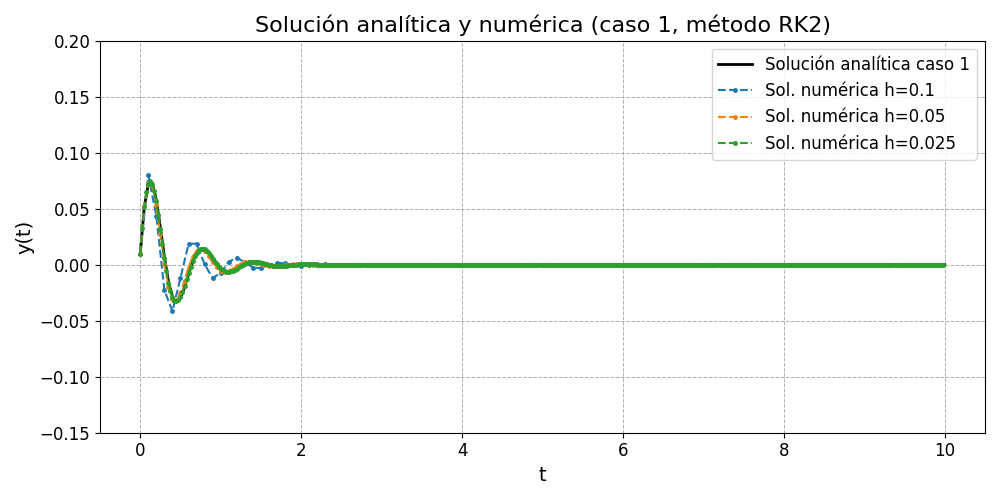 Solución analítica y numérica (caso 1, método RK2)
0.20
0.15
0.10
0.05
0.00
−0.05
−0.10
−0.15
y(t)
Solución analítica caso 1
Sol. numérica h=0.1
Sol. numérica h=0.05
Sol. numérica h=0.025
0 2 4 6 8 10
t